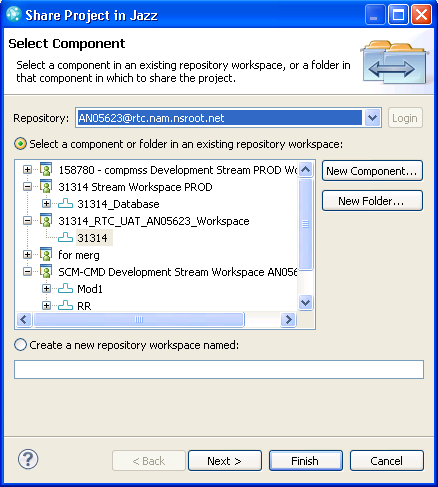 Share Project in Jazz
Select Component
Select a component in an existing repository workspace, or a folder in
that component in which to share the project.
Repository: AN05623@rtc.nam.nsroot.net Login
Select a component or folder in an existing repository workspace:
158780 - compmss Development Stream PROD Wo
New Component...
31314 Stream Workspace PROD
31314_Database
New Folder...
31314_RTC_UAT_AN05623_Workspace
31314
for merg
SCM-CMD Development Stream Workspace AN056
Mod1
RR
Create a new repository workspace named:
? < Back Next > Finish Cancel